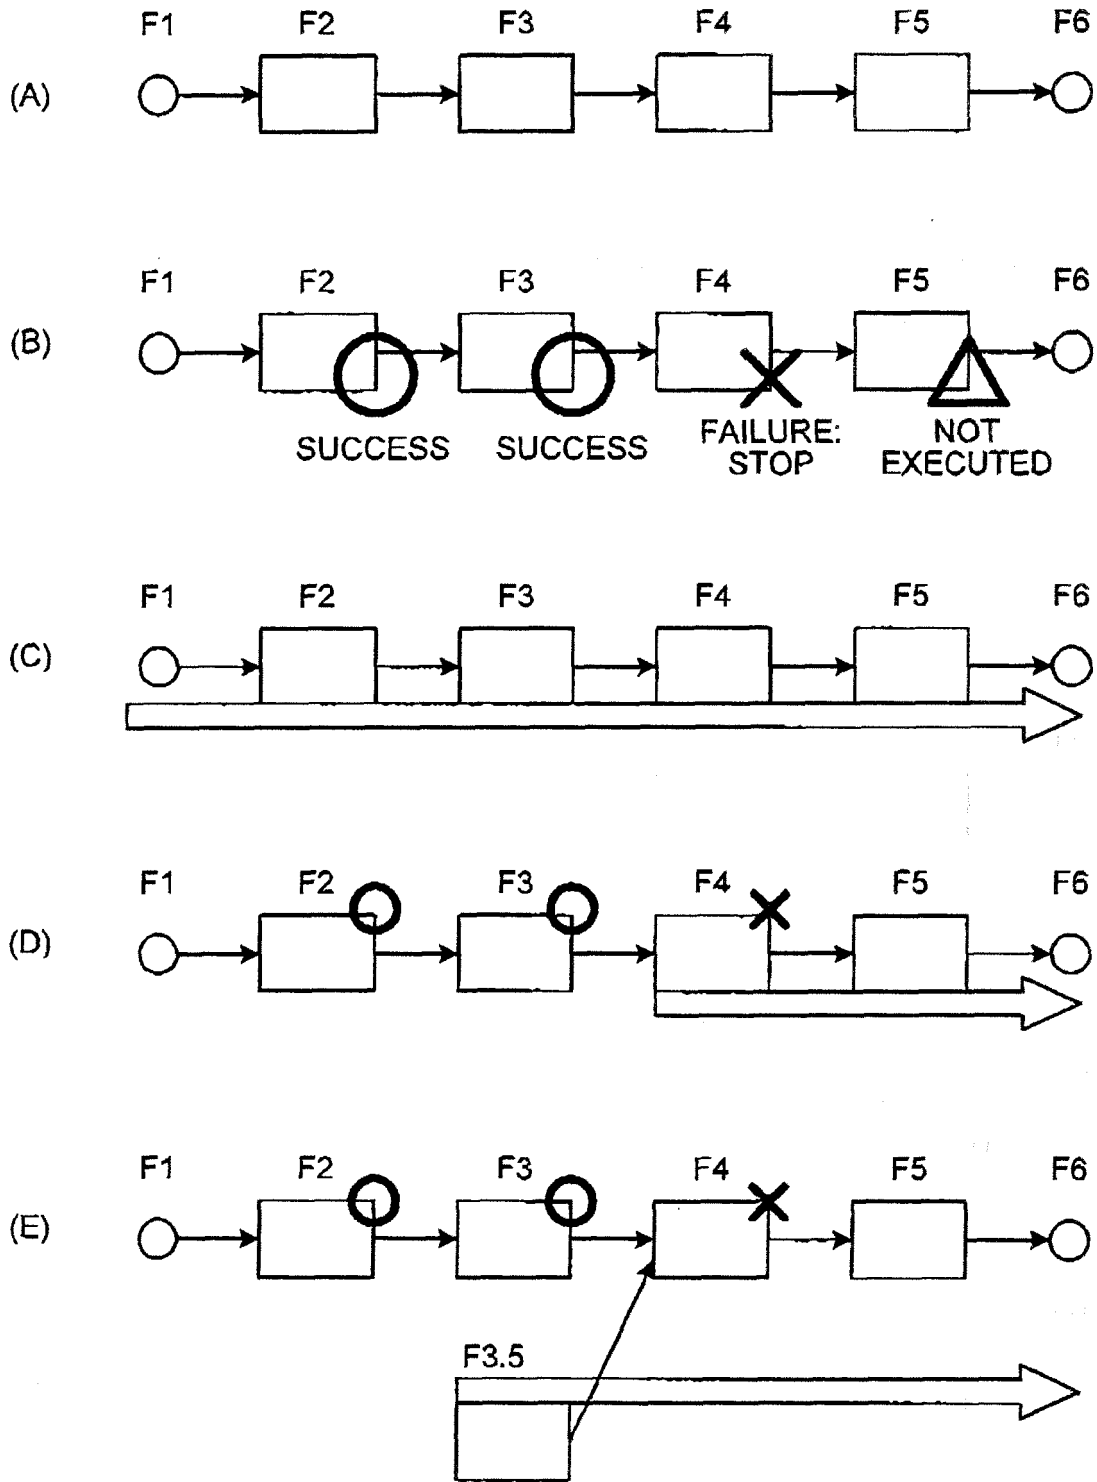 F1 F2 F3 F4 F5 F6
(A)
F1 F2 F3 F4 F5 F6
(B)
SUCCESS SUCCESS FAILURE: STOP NOT EXECUTED
F1 F2 F3 F4 F5 F6
(C)
F1 F2 F3 F4 F5 F6
(D)
F1 F2 F3 F4 F5 F6
(E)
F3.5